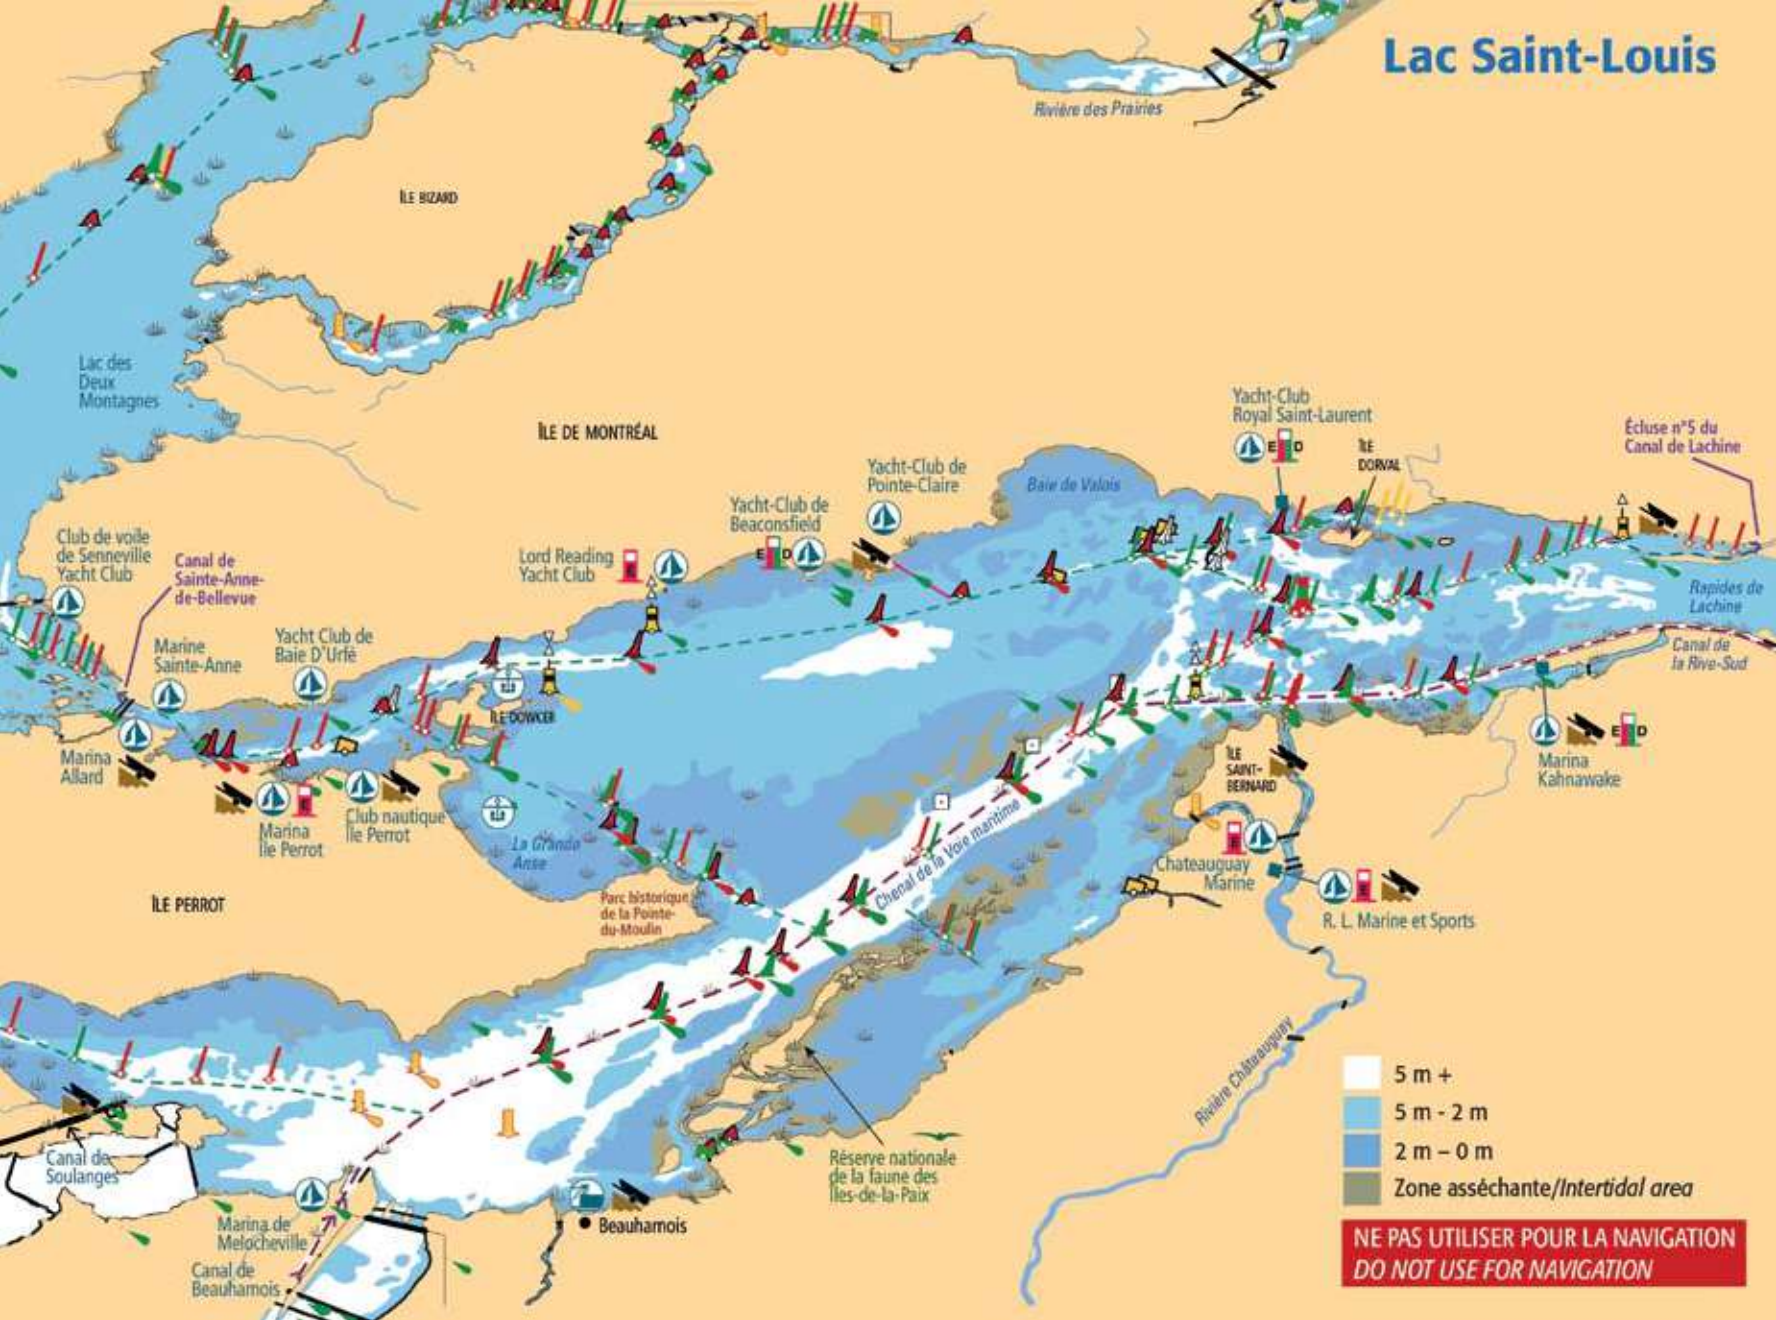 Lac Saint-Louis
Rivière des Prairies
ÎLE BIZARD
Lac des
Deux
Montagnes
ÎLE DE MONTRÉAL
Yacht-Club
Royal Saint-Laurent
E D
ÎLE
DORVAL
Écluse n°5 du
Canal de Lachine
Yacht-Club de
Pointe-Claire
Baie de Valois
Yacht-Club de
Beaconsfield
E D
Lord Reading
Yacht Club
E
Club de voile
de Senneville
Yacht Club
Canal de
Sainte-Anne-
de-Bellevue
Rapides de
Lachine
Canal de
la Rive-Sud
Marine
Sainte-Anne
Yacht Club de
Baie D'Urfé
ÎLE DOWKER
Marina
Allard
Marina
Île Perrot
E
Club nautique
Île Perrot
La Grande
Anse
ÎLE
SAINT-
BERNARD
Marina
Kahnawake
E D
Chenal de la Voie maritime
Chateauguay
Marine
E
R. L. Marine et Sports
E
ÎLE PERROT
Parc historique
de la Pointe-
du-Moulin
Rivière Châteauguay
Canal de
Soulanges
Réserve nationale
de la faune des
Îles-de-la-Paix
Marina de
Melocheville
Beauharnois
Canal de
Beauharnois
5 m +
5 m - 2 m
2 m – 0 m
Zone asséchante/Intertidal area
NE PAS UTILISER POUR LA NAVIGATION
DO NOT USE FOR NAVIGATION